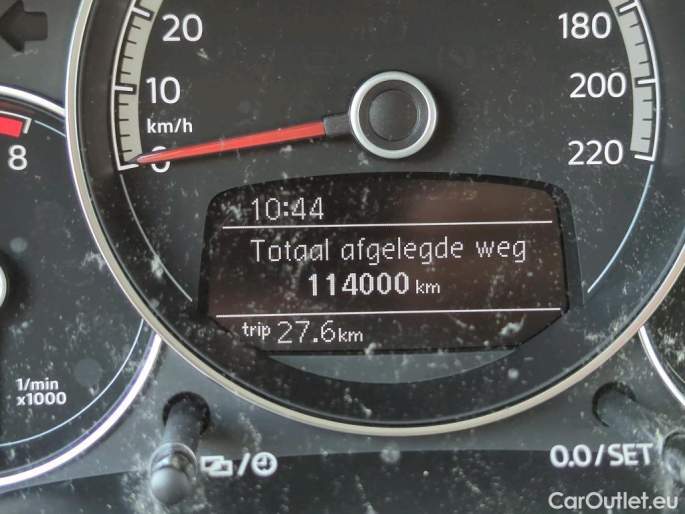 20
10
km/h
0
180
200
220
8
10:44
Totaal afgelegde weg
114000 km
trip 27.6 km
1/min
x1000
0.0/SET
CarOutlet.eu